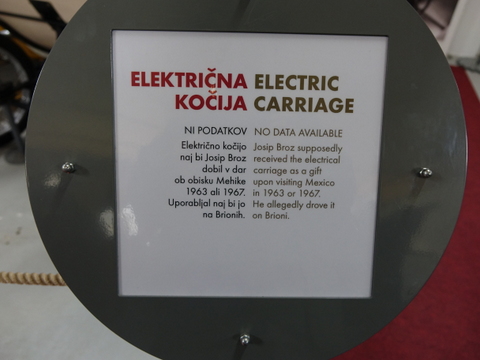 ELEKTRIČNA
KOČIJA
NI PODATKOV
Električno kočijo
naj bi Josip Broz
dobil v dar
ob obisku Mehike
1963 ali 1967.
Uporabljal naj bi jo
na Brionih.
ELECTRIC
CARRIAGE
NO DATA AVAILABLE
Josip Broz supposedly
received the electrical
carriage as a gift
upon visiting Mexico
in 1963 or 1967.
He allegedly drove it
on Brioni.